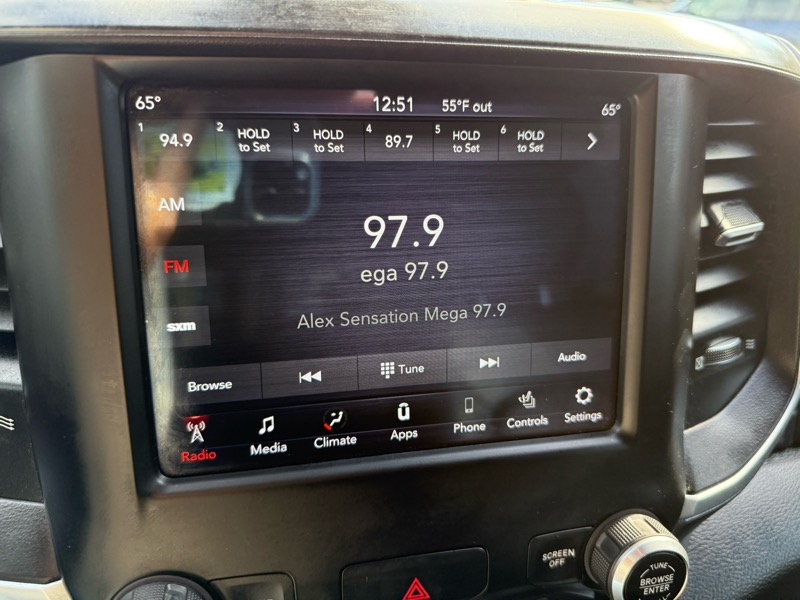 65° 12:51 55°F out 65°
1 94.9 2 HOLD to Set 3 HOLD to Set 4 89.7 5 HOLD to Set 6 HOLD to Set
AM
97.9
FM
ega 97.9
sxm
Alex Sensation Mega 97.9
Browse Tune Audio
Radio Media Climate Apps Phone Controls Settings
SCREEN
OFF
TUNE
BROWSE
ENTER